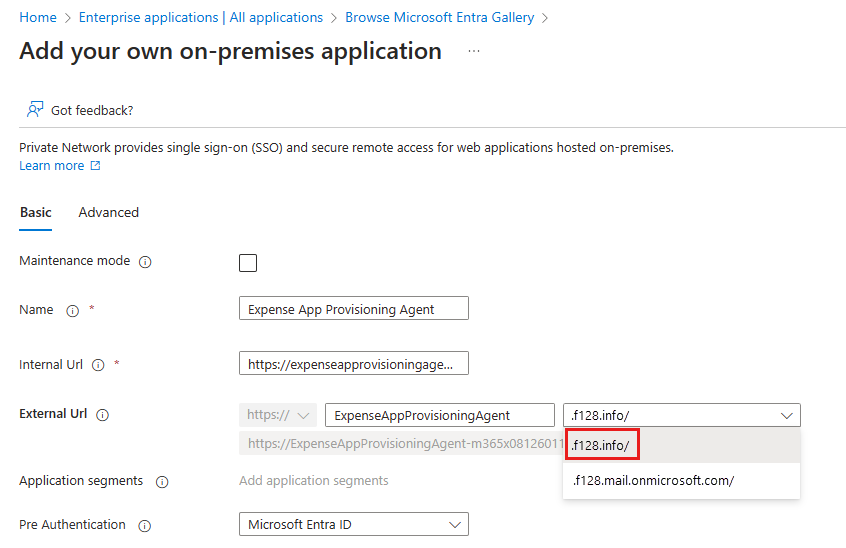 Home > Enterprise applications | All applications > Browse Microsoft Entra Gallery >
Add your own on-premises application ...
Got feedback?
Private Network provides single sign-on (SSO) and secure remote access for web applications hosted on-premises.
Learn more
Basic Advanced
Maintenance mode
Name * Expense App Provisioning Agent
Internal Url * https://expenseapprovisioningage...
External Url https:// ExpenseAppProvisioningAgent .f128.info/
https://ExpenseAppProvisioningAgent-m365x08126011 .f128.info/
Application segments Add application segments .f128.mail.onmicrosoft.com/
Pre Authentication Microsoft Entra ID